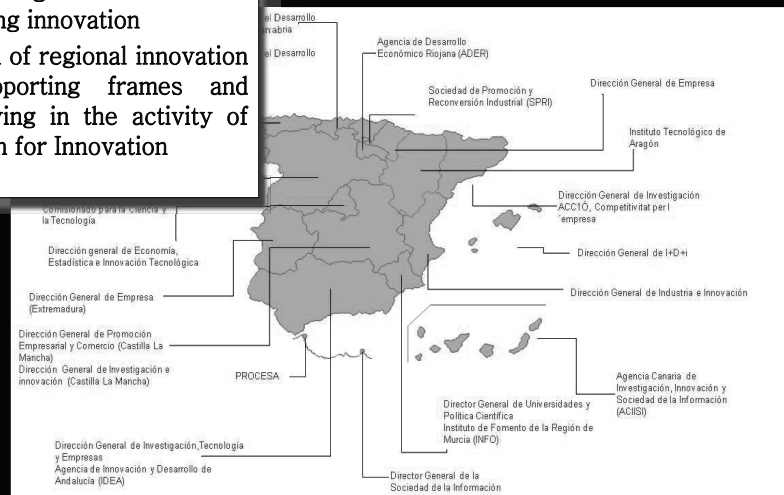 ing innovation
of regional innovation
frames and
in the activity of
for Innovation
el Desarrollo
el Desarrollo
Agencia de Desarrollo
Económico Riojana (ADER)
Sociedad de Promoción y
Reconversión Industrial (SPRI)
Dirección General de Empresa
Instituto Tecnológico de
Aragón
Dirección General de Investigación
ACC1Ó, Competitivitat per l
´empresa
Dirección General de I+D+i
Dirección General de Industria e Innovación
Comisionado para la Ciencia y
la Tecnología
Dirección general de Economía,
Estadística e Innovación Tecnológica
Dirección General de Empresa
(Extremadura)
Dirección General de Promoción
Empresarial y Comercio (Castilla La
Mancha)
Dirección General de Investigación e
innovación (Castilla La Mancha)
PROCESA
Agencia Canaria de
Investigación, Innovación y
Sociedad de la Información
(ACIISI)
Director General de Universidades y
Política Científica
Instituto de Fomento de la Región de
Murcia (INFO)
Dirección General de Investigación,Tecnología
y Empresas
Agencia de Innovación y Desarrollo de
Andalucía (IDEA)
Director General de la
Sociedad de la Información